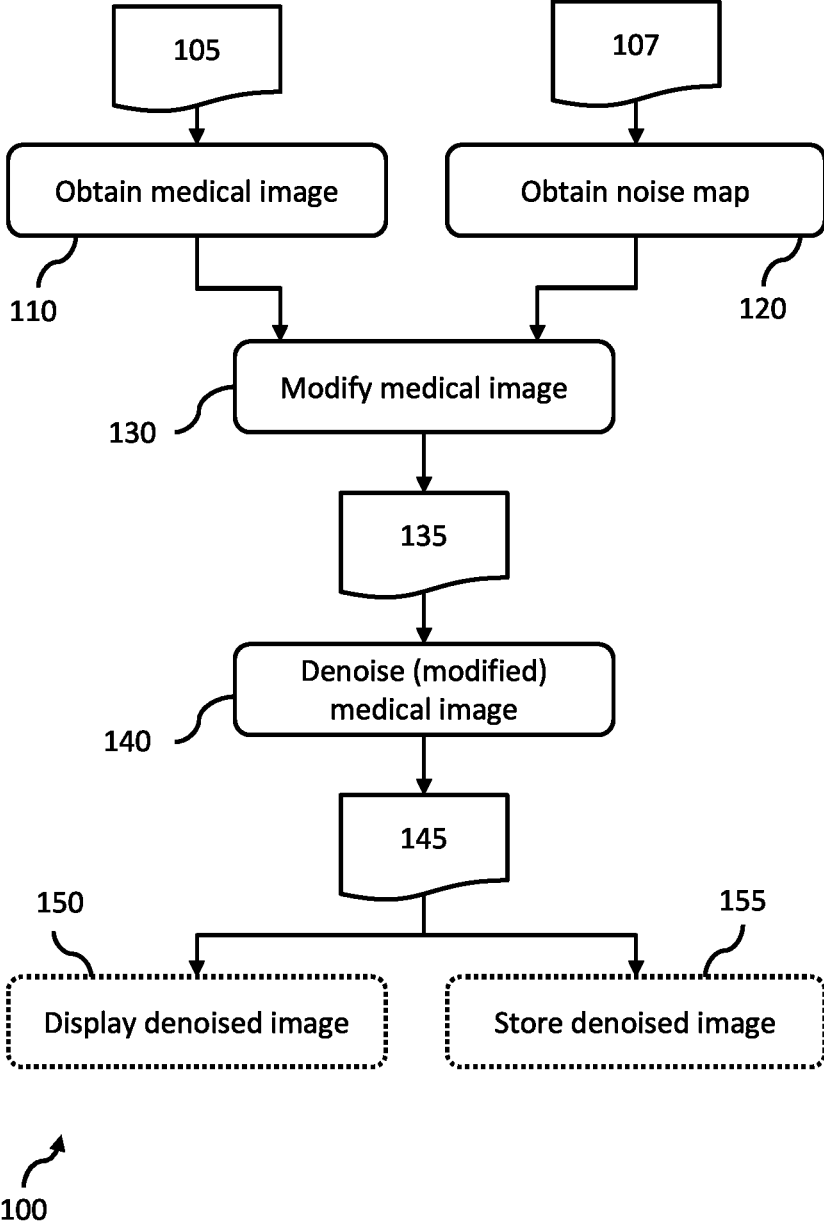 105
107
Obtain medical image
Obtain noise map
110
120
Modify medical image
130
135
Denoise (modified)
medical image
140
145
150
155
Display denoised image
Store denoised image
100